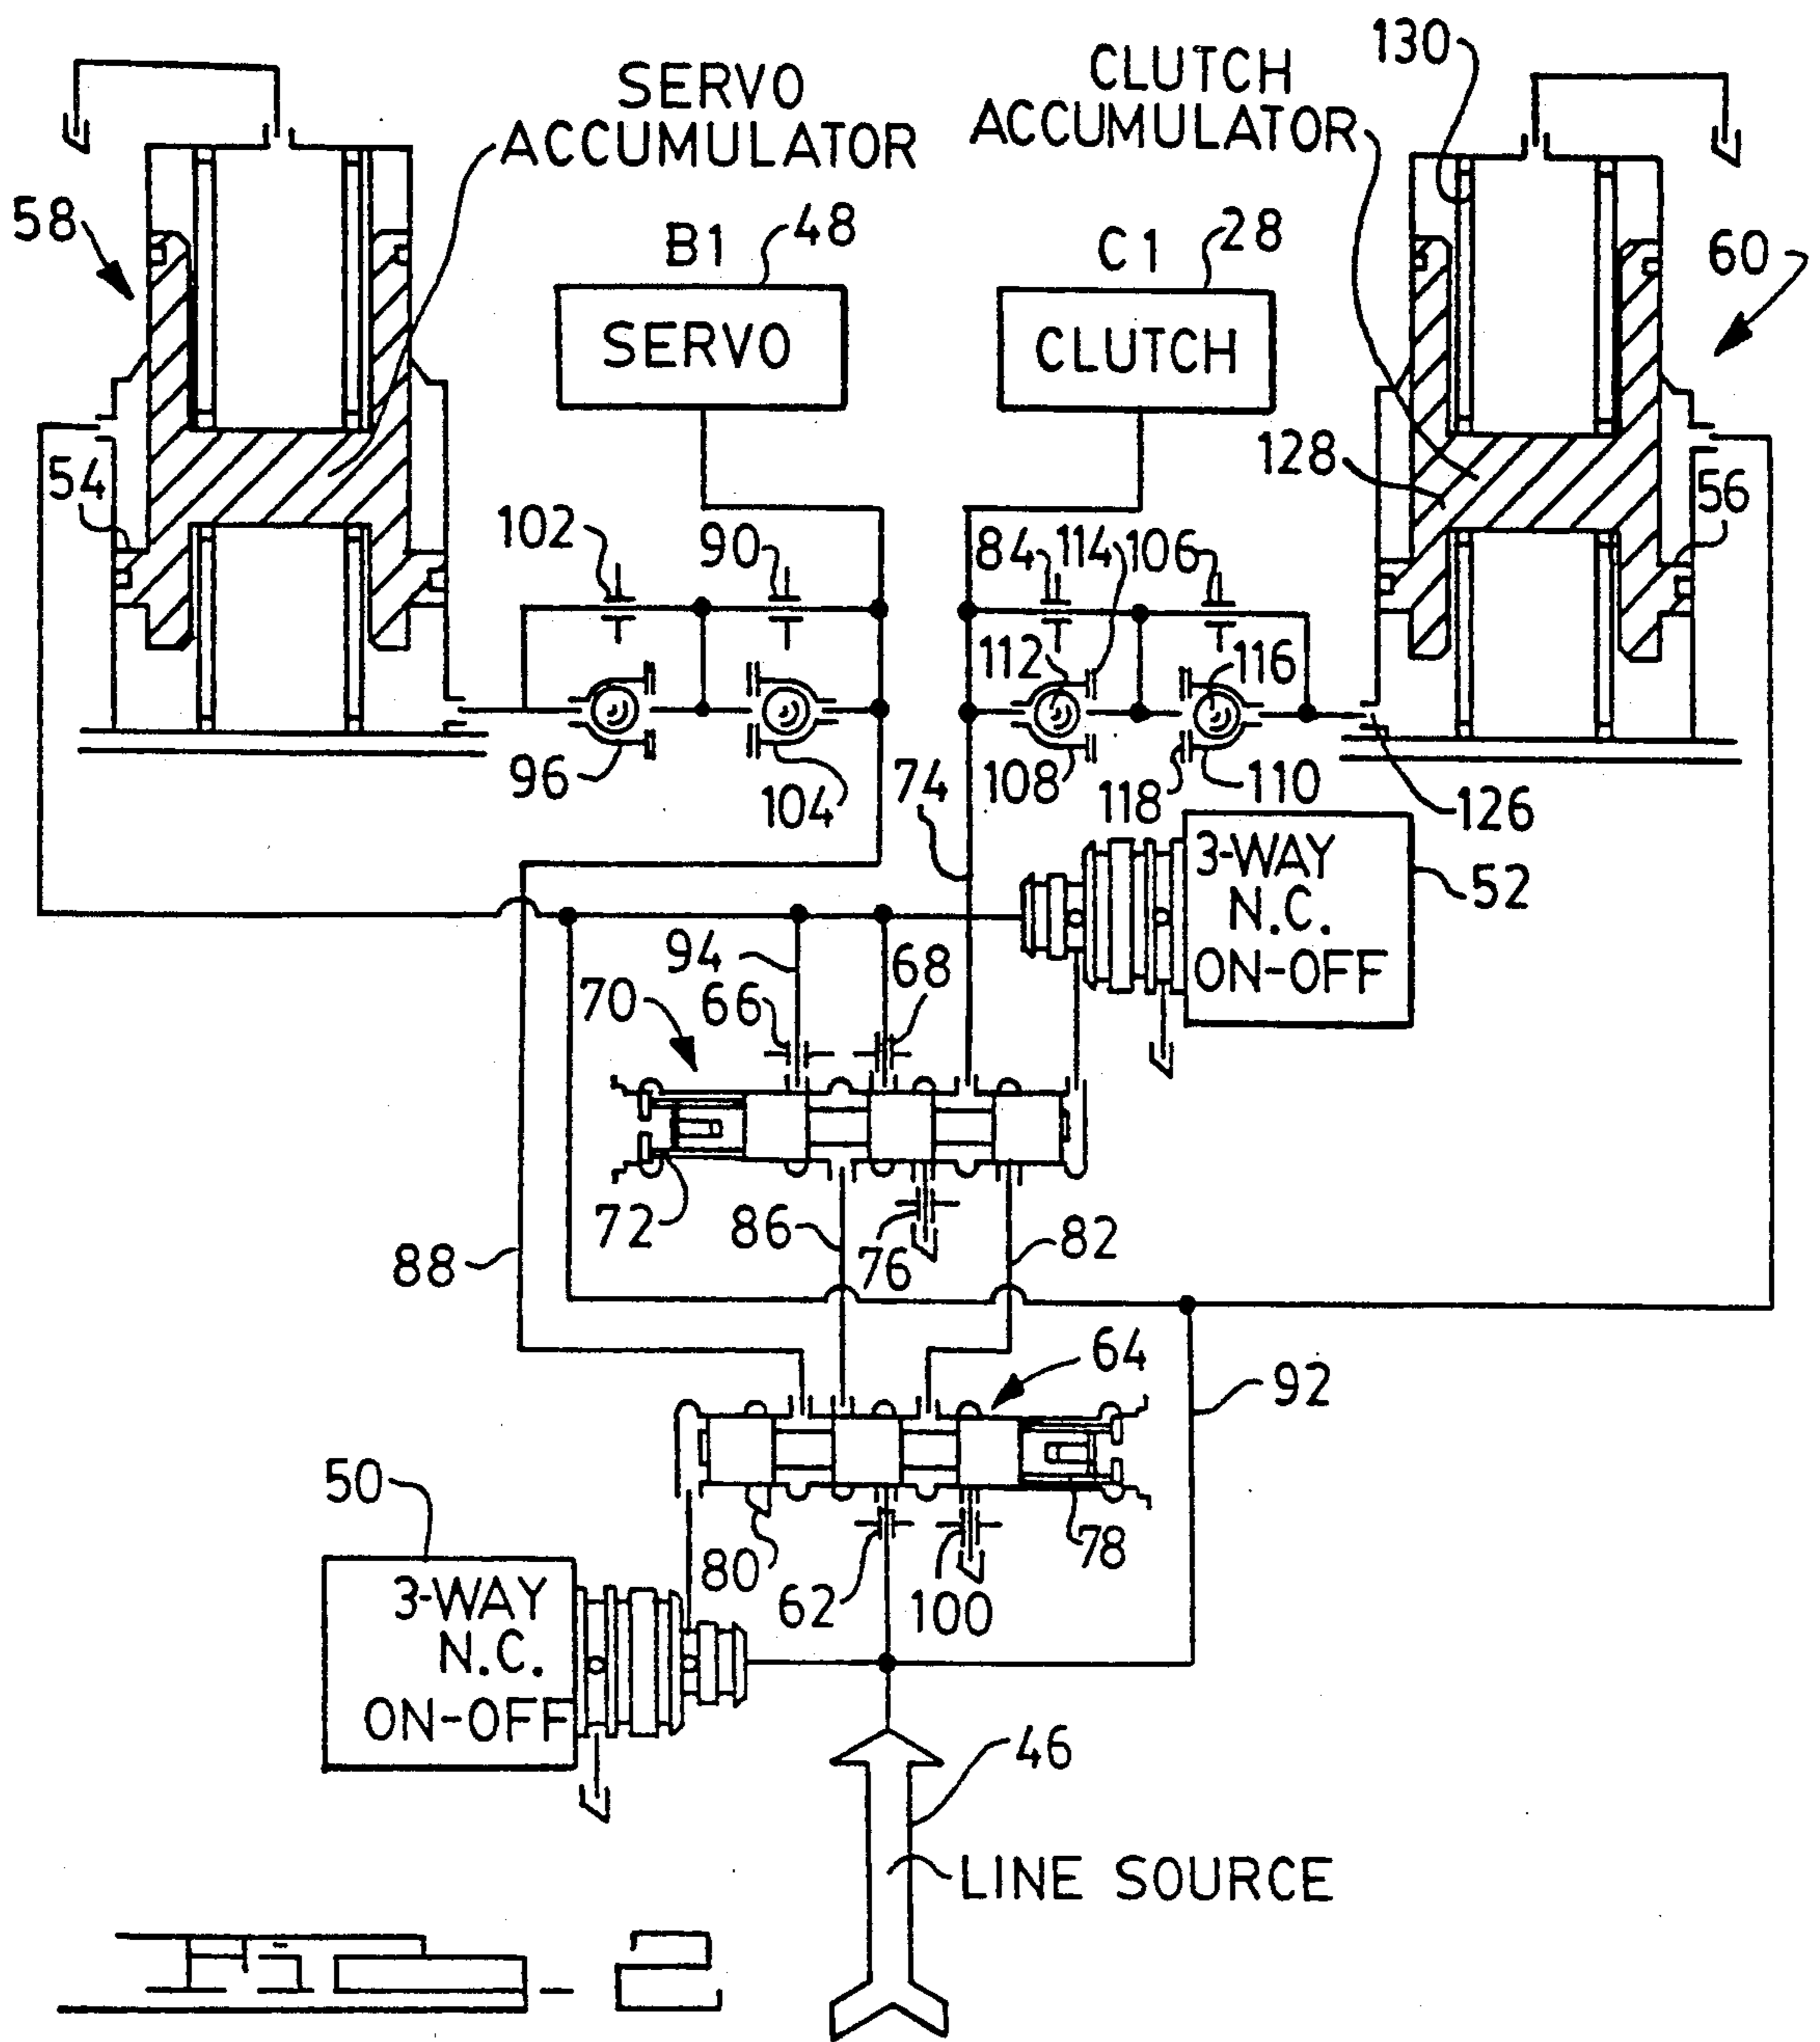 130
SERVO
ACCUMULATOR
CLUTCH
ACCUMULATOR
58
B1
48
C1
28
60
SERVO
CLUTCH
54
128
56
102
90
84
114
106
112
116
96
104
74
108
118
110
126
3-WAY
N.C.
ON-OFF
52
94
68
70
66
72
86
76
82
88
64
92
50
80
62
100
78
3-WAY
N.C.
ON-OFF
46
LINE SOURCE
FIG-2